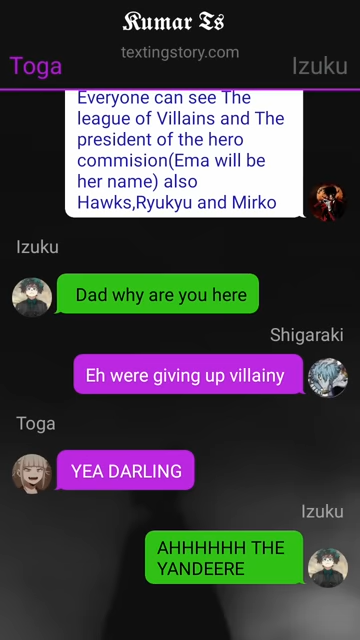 Kumar Ts
textingstory.com
Toga
Izuku
Everyone can see The
league of Villains and The
president of the hero
commision(Ema will be
her name) also
Hawks,Ryukyu and Mirko
Izuku
Dad why are you here
Shigaraki
Eh were giving up villainy
Toga
YEA DARLING
Izuku
AHHHHHH THE
YANDEERE